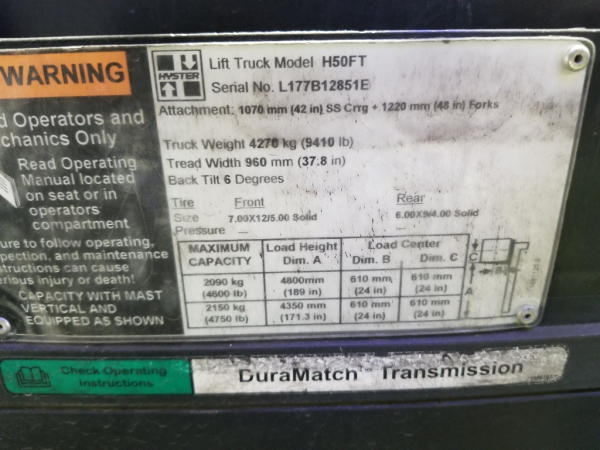 WARNING
d Operators and
chanics Only
Read Operating
Manual located
on seat or in
operators
compartment
ure to follow operating,
pection, and maintenance
structions can cause
erious injury or death!
CAPACITY WITH MAST
VERTICAL AND
EQUIPPED AS SHOWN
HYSTER
Lift Truck Model H50FT
Serial No. L177B12851E
Attachment: 1070 mm (42 in) SS Crrg + 1220 mm (48 in) Forks
Truck Weight 4270 kg (9410 lb)
Tread Width 960 mm (37.8 in)
Back Tilt 6 Degrees
Tire Front Rear
Size 7.00X12/5.00 Solid 6.00X9/4.00 Solid
Pressure — —
MAXIMUM CAPACITY Load Height Dim. A Load Center Dim. B Dim. C
2090 kg 4800mm 610 mm 610 mm
(4600 lb) (189 in) (24 in) (24 in)
2150 kg 4350 mm 610 mm 610 mm
(4750 lb) (171.3 in) (24 in) (24 in)
C
B
A
Check Operating
Instructions
DuraMatch™ Transmission